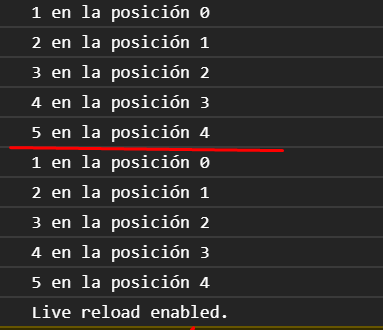 1 en la posición 0
2 en la posición 1
3 en la posición 2
4 en la posición 3
5 en la posición 4
1 en la posición 0
2 en la posición 1
3 en la posición 2
4 en la posición 3
5 en la posición 4
Live reload enabled.